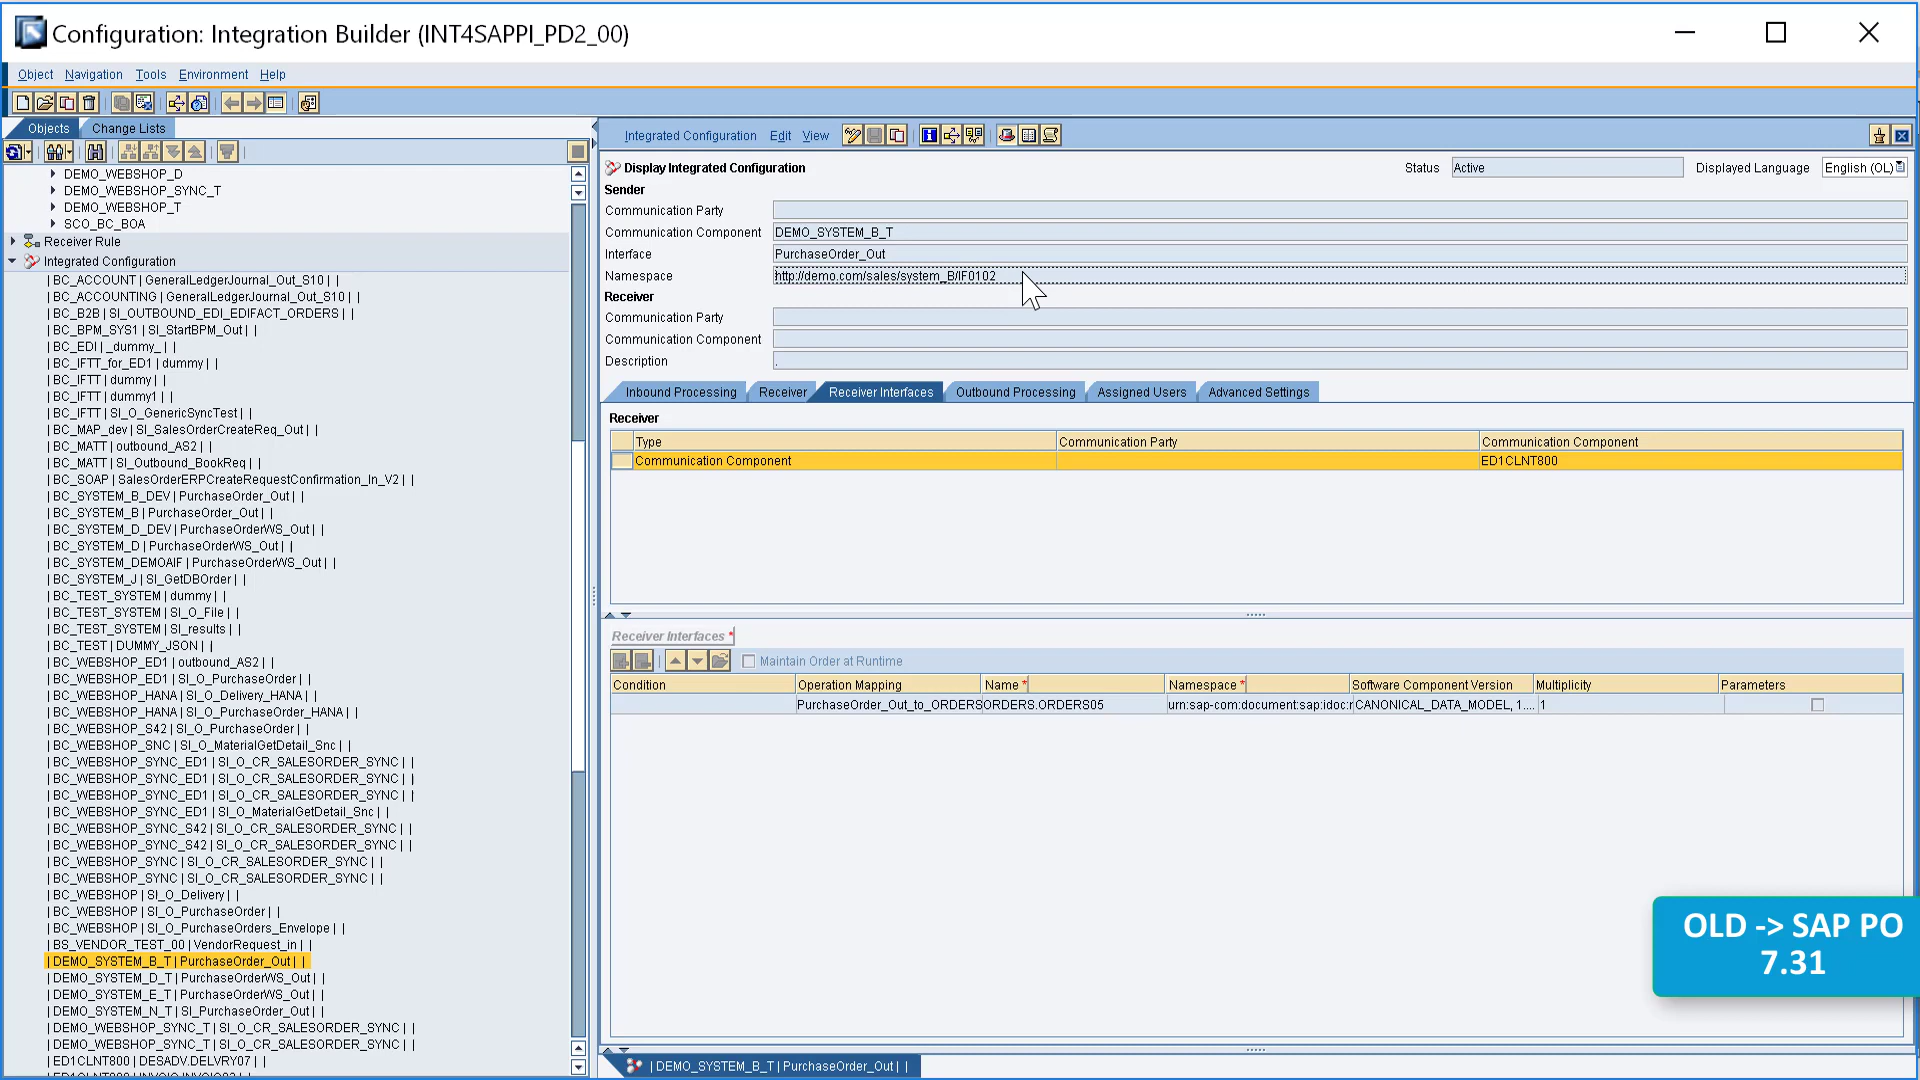 Configuration: Integration Builder (INT4SAPPI_PD2_00)
Object Navigation Tools Environment Help
Objects Change Lists
DEMO_WEBSHOP_D
DEMO_WEBSHOP_SYNC_T
DEMO_WEBSHOP_T
SCO_BC_BOA
Receiver Rule
Integrated Configuration
| BC_ACCOUNT | GeneralLedgerJournal_Out_S10 | |
| BC_ACCOUNTING | GeneralLedgerJournal_Out_S10 | |
| BC_B2B | SI_OUTBOUND_EDI_EDIFACT_ORDERS | |
| BC_BPM_SYS1 | SI_StartBPM_Out | |
| BC_EDI | _dummy_ | |
| BC_IFTT_for_ED1 | dummy | |
| BC_IFTT | dummy | |
| BC_IFTT | dummy1 | |
| BC_IFTT | SI_O_GenericSyncTest | |
| BC_MAP_dev | SI_SalesOrderCreateReq_Out | |
| BC_MATT | outbound_AS2 | |
| BC_MATT | SI_Outbound_BookReq | |
| BC_SOAP | SalesOrderERPCreateRequestConfirmation_In_V2 | |
| BC_SYSTEM_B_DEV | PurchaseOrder_Out | |
| BC_SYSTEM_B | PurchaseOrder_Out | |
| BC_SYSTEM_D_DEV | PurchaseOrderWS_Out | |
| BC_SYSTEM_D | PurchaseOrderWS_Out | |
| BC_SYSTEM_DEMOAIF | PurchaseOrderWS_Out | |
| BC_SYSTEM_J | SI_GetDBOrder | |
| BC_TEST_SYSTEM | dummy | |
| BC_TEST_SYSTEM | SI_O_File | |
| BC_TEST_SYSTEM | SI_results | |
| BC_TEST | DUMMY_JSON | |
| BC_WEBSHOP_ED1 | outbound_AS2 | |
| BC_WEBSHOP_ED1 | SI_O_PurchaseOrder | |
| BC_WEBSHOP_HANA | SI_O_Delivery_HANA | |
| BC_WEBSHOP_HANA | SI_O_PurchaseOrder_HANA | |
| BC_WEBSHOP_S42 | SI_O_PurchaseOrder | |
| BC_WEBSHOP_SNC | SI_O_MaterialGetDetail_Snc | |
| BC_WEBSHOP_SYNC_ED1 | SI_O_CR_SALESORDER_SYNC | |
| BC_WEBSHOP_SYNC_ED1 | SI_O_CR_SALESORDER_SYNC | |
| BC_WEBSHOP_SYNC_ED1 | SI_O_CR_SALESORDER_SYNC | |
| BC_WEBSHOP_SYNC_ED1 | SI_O_MaterialGetDetail_Snc | |
| BC_WEBSHOP_SYNC_S42 | SI_O_CR_SALESORDER_SYNC | |
| BC_WEBSHOP_SYNC_S42 | SI_O_CR_SALESORDER_SYNC | |
| BC_WEBSHOP_SYNC | SI_O_CR_SALESORDER_SYNC | |
| BC_WEBSHOP_SYNC | SI_O_CR_SALESORDER_SYNC | |
| BC_WEBSHOP | SI_O_Delivery | |
| BC_WEBSHOP | SI_O_PurchaseOrder | |
| BC_WEBSHOP | SI_O_PurchaseOrders_Envelope | |
| BS_VENDOR_TEST_00 | VendorRequest_in | |
| DEMO_SYSTEM_B_T | PurchaseOrder_Out | |
| DEMO_SYSTEM_D_T | PurchaseOrderWS_Out | |
| DEMO_SYSTEM_E_T | PurchaseOrderWS_Out | |
| DEMO_SYSTEM_N_T | SI_PurchaseOrder_Out | |
| DEMO_WEBSHOP_SYNC_T | SI_O_CR_SALESORDER_SYNC | |
| DEMO_WEBSHOP_SYNC_T | SI_O_CR_SALESORDER_SYNC | |
| ED1CLNT800 | DESADV.DELVRY07 | |
Integrated Configuration Edit View
Display Integrated Configuration Status Active Displayed Language English (OL)
Sender
Communication Party
Communication Component DEMO_SYSTEM_B_T
Interface PurchaseOrder_Out
Namespace http://demo.com/sales/system_B/IF0102
Receiver
Communication Party
Communication Component
Description .
Inbound Processing Receiver Receiver Interfaces Outbound Processing Assigned Users Advanced Settings
Receiver
Type Communication Party Communication Component
Communication Component ED1CLNT800
Receiver Interfaces *
Maintain Order at Runtime
Condition Operation Mapping Name * Namespace * Software Component Version Multiplicity Parameters
PurchaseOrder_Out_to_ORDERS ORDERS.ORDERS05 urn:sap-com:document:sap:idoc:r CANONICAL_DATA_MODEL, 1.... 1
OLD -> SAP PO
7.31
| DEMO_SYSTEM_B_T | PurchaseOrder_Out | |